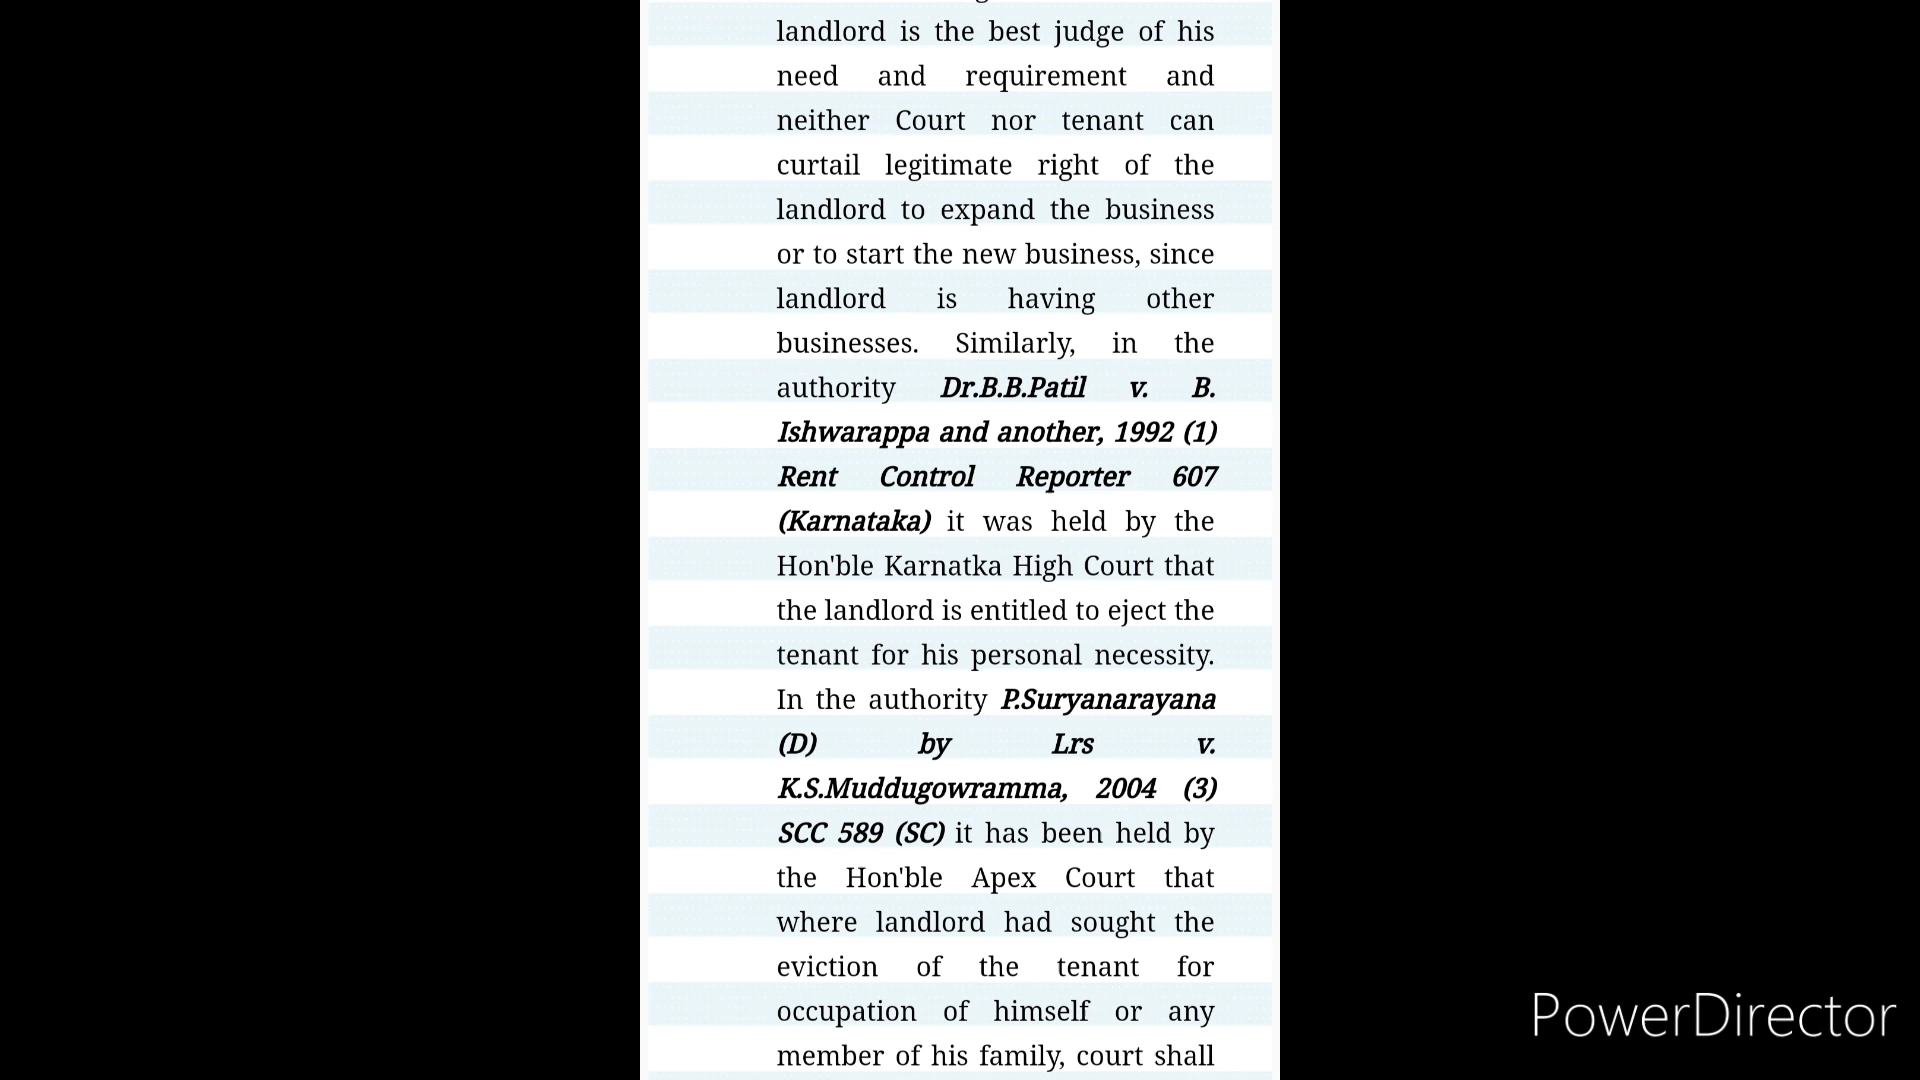 landlord is the best judge of his
need and requirement and
neither Court nor tenant can
curtail legitimate right of the
landlord to expand the business
or to start the new business, since
landlord is having other
businesses. Similarly, in the
authority Dr.B.B.Patil v. B.
Ishwarappa and another, 1992 (1)
Rent Control Reporter 607
(Karnataka) it was held by the
Hon'ble Karnatka High Court that
the landlord is entitled to eject the
tenant for his personal necessity.
In the authority P.Suryanarayana
(D) by Lrs v.
K.S.Muddugowramma, 2004 (3)
SCC 589 (SC) it has been held by
the Hon'ble Apex Court that
where landlord had sought the
eviction of the tenant for
occupation of himself or any
member of his family, court shall
PowerDirector